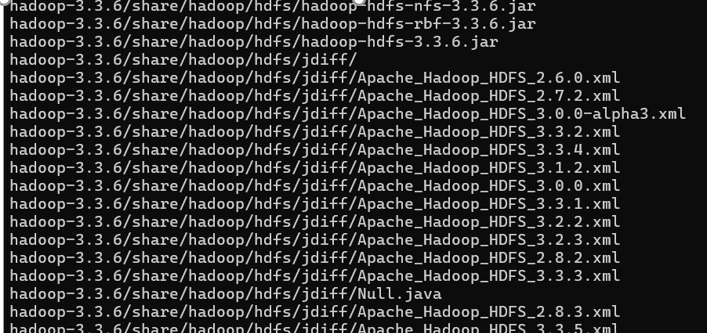 hadoop-3.3.6/share/hadoop/hdfs/hadoop-hdfs-nfs-3.3.6.jar
hadoop-3.3.6/share/hadoop/hdfs/hadoop-hdfs-rbf-3.3.6.jar
hadoop-3.3.6/share/hadoop/hdfs/hadoop-hdfs-3.3.6.jar
hadoop-3.3.6/share/hadoop/hdfs/jdiff/
hadoop-3.3.6/share/hadoop/hdfs/jdiff/Apache_Hadoop_HDFS_2.6.0.xml
hadoop-3.3.6/share/hadoop/hdfs/jdiff/Apache_Hadoop_HDFS_2.7.2.xml
hadoop-3.3.6/share/hadoop/hdfs/jdiff/Apache_Hadoop_HDFS_3.0.0-alpha3.xml
hadoop-3.3.6/share/hadoop/hdfs/jdiff/Apache_Hadoop_HDFS_3.3.2.xml
hadoop-3.3.6/share/hadoop/hdfs/jdiff/Apache_Hadoop_HDFS_3.3.4.xml
hadoop-3.3.6/share/hadoop/hdfs/jdiff/Apache_Hadoop_HDFS_3.1.2.xml
hadoop-3.3.6/share/hadoop/hdfs/jdiff/Apache_Hadoop_HDFS_3.0.0.xml
hadoop-3.3.6/share/hadoop/hdfs/jdiff/Apache_Hadoop_HDFS_3.3.1.xml
hadoop-3.3.6/share/hadoop/hdfs/jdiff/Apache_Hadoop_HDFS_3.2.2.xml
hadoop-3.3.6/share/hadoop/hdfs/jdiff/Apache_Hadoop_HDFS_3.2.3.xml
hadoop-3.3.6/share/hadoop/hdfs/jdiff/Apache_Hadoop_HDFS_2.8.2.xml
hadoop-3.3.6/share/hadoop/hdfs/jdiff/Apache_Hadoop_HDFS_3.3.3.xml
hadoop-3.3.6/share/hadoop/hdfs/jdiff/Null.java
hadoop-3.3.6/share/hadoop/hdfs/jdiff/Apache_Hadoop_HDFS_2.8.3.xml
hadoop-3.3.6/share/hadoop/hdfs/jdiff/Apache_Hadoop_HDFS_3.3.5.xml